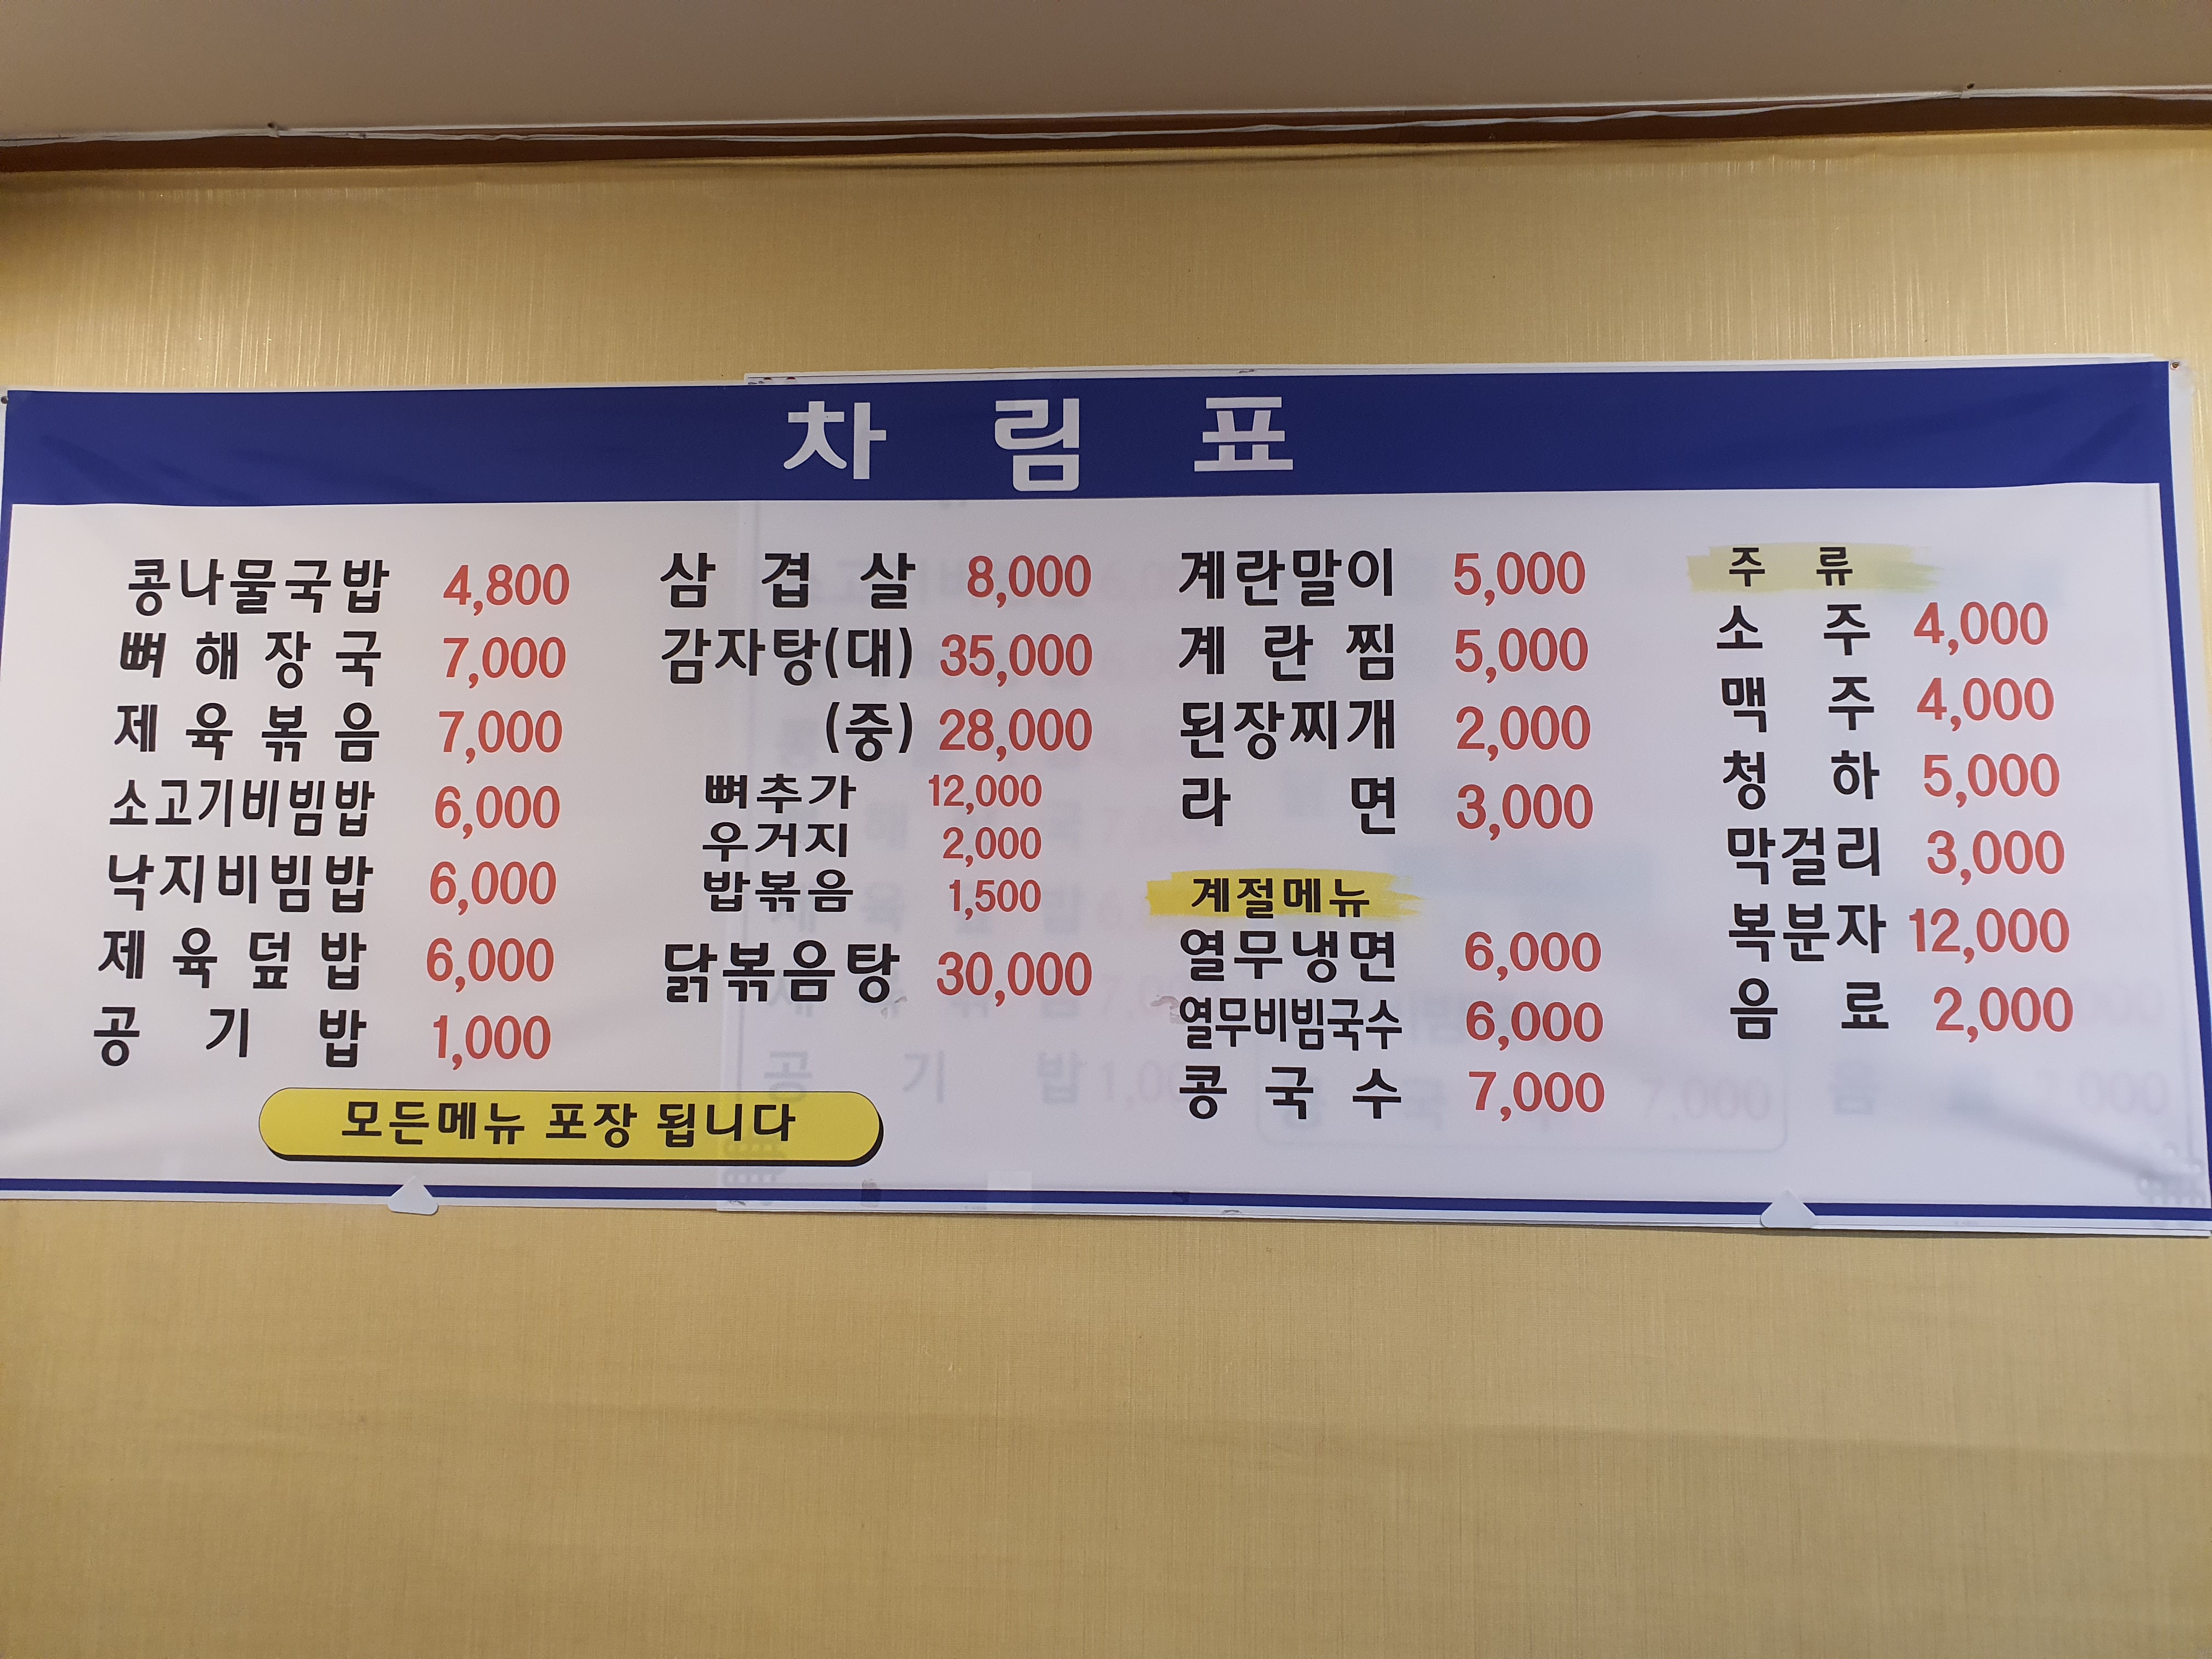 차림표
콩나물국밥 4,800
뼈해장국 7,000
제육볶음 7,000
소고기비빔밥 6,000
낙지비빔밥 6,000
제육덮밥 6,000
공기밥 1,000
모든메뉴 포장 됩니다
삼겹살 8,000
감자탕(대) 35,000
(중) 28,000
뼈추가 12,000
우거지 2,000
밥볶음 1,500
닭볶음탕 30,000
계란말이 5,000
계란찜 5,000
된장찌개 2,000
라면 3,000
계절메뉴
열무냉면 6,000
열무비빔국수 6,000
콩국수 7,000
주류
소주 4,000
맥주 4,000
청하 5,000
막걸리 3,000
복분자 12,000
음료 2,000